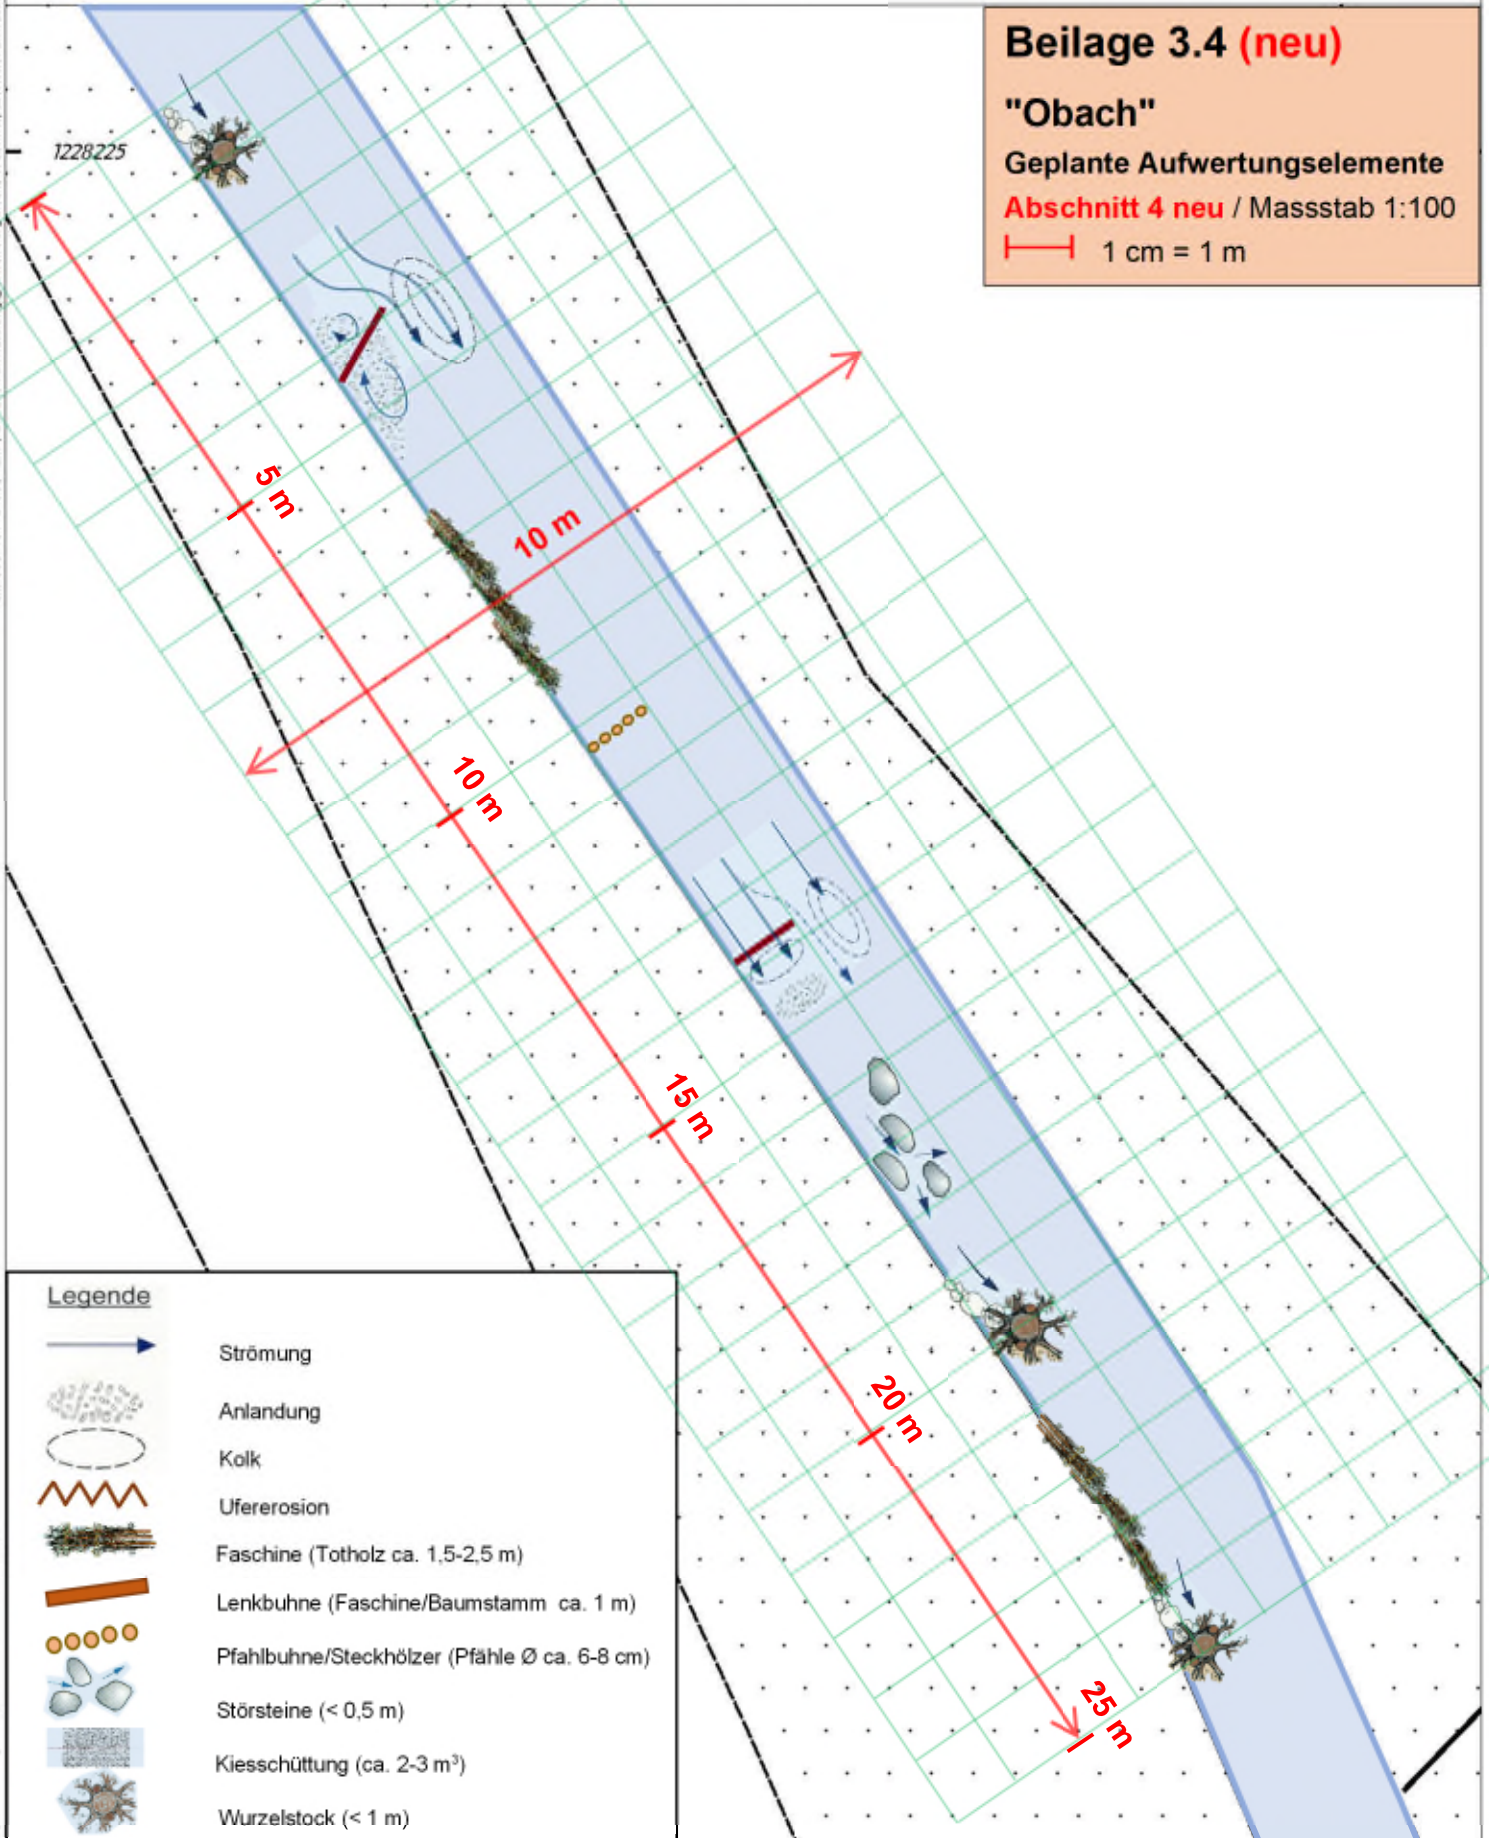 Beilage 3.4 (neu)
"Obach"
Geplante Aufwertungselemente
Abschnitt 4 neu / Massstab 1:100
1 cm = 1 m
1228225
5 m
10 m
10 m
15 m
20 m
25 m
Legende
Strömung
Anlandung
Kolk
Ufererosion
Faschine (Totholz ca. 1,5-2,5 m)
Lenkbuhne (Faschine/Baumstamm ca. 1 m)
Pfahlbuhne/Steckhölzer (Pfähle Ø ca. 6-8 cm)
Störsteine (< 0,5 m)
Kiesschüttung (ca. 2-3 m³)
Wurzelstock (< 1 m)